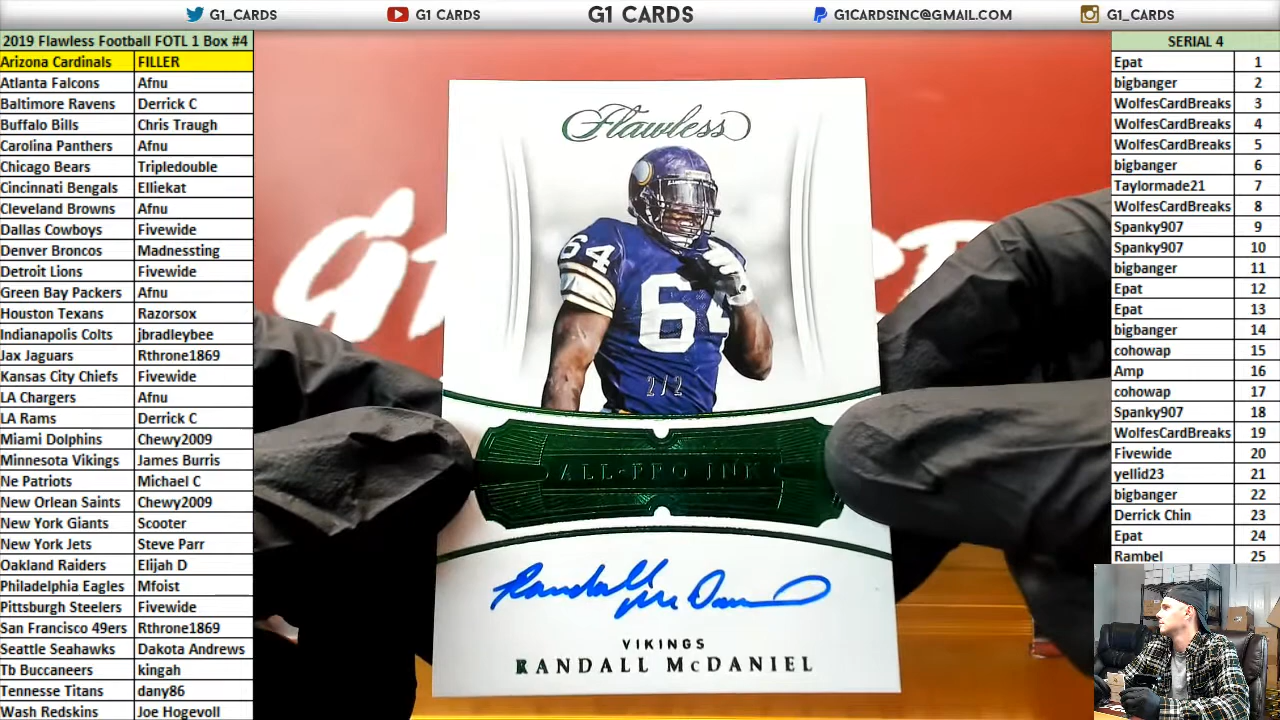 G1_CARDS
G1 CARDS
G1 CARDS
G1CARDSINC@GMAIL.COM
G1_CARDS
2019 Flawless Football FOTL 1 Box #4
Arizona Cardinals FILLER
Atlanta Falcons Afnu
Baltimore Ravens Derrick C
Buffalo Bills Chris Traugh
Carolina Panthers Afnu
Chicago Bears Tripledouble
Cincinnati Bengals Elliekat
Cleveland Browns Afnu
Dallas Cowboys Fivewide
Denver Broncos Madnessting
Detroit Lions Fivewide
Green Bay Packers Afnu
Houston Texans Razorsox
Indianapolis Colts jbradleybee
Jax Jaguars Rthrone1869
Kansas City Chiefs Fivewide
LA Chargers Afnu
LA Rams Derrick C
Miami Dolphins Chewy2009
Minnesota Vikings James Burris
Ne Patriots Michael C
New Orlean Saints Chewy2009
New York Giants Scooter
New York Jets Steve Parr
Oakland Raiders Elijah D
Philadelphia Eagles Mfoist
Pittsburgh Steelers Fivewide
San Francisco 49ers Rthrone1869
Seattle Seahawks Dakota Andrews
Tb Buccaneers kingah
Tennesse Titans dany86
Wash Redskins Joe Hogevoll
Flawless
64
64
2/2
ALL-PRO INK
Randall McDaniel
VIKINGS
RANDALL McDANIEL
SERIAL 4
Epat 1
bigbanger 2
WolfesCardBreaks 3
WolfesCardBreaks 4
WolfesCardBreaks 5
bigbanger 6
Taylormade21 7
WolfesCardBreaks 8
Spanky907 9
Spanky907 10
bigbanger 11
Epat 12
Epat 13
bigbanger 14
cohowap 15
Amp 16
cohowap 17
Spanky907 18
WolfesCardBreaks 19
Fivewide 20
yellid23 21
bigbanger 22
Derrick Chin 23
Epat 24
Rambel 25